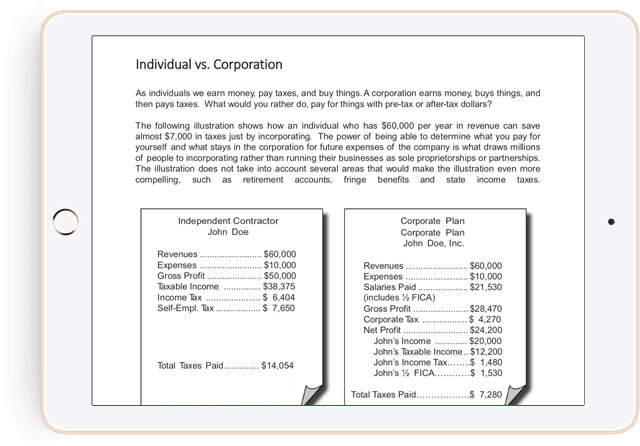 Individual vs. Corporation
As individuals we earn money, pay taxes, and buy things. A corporation earns money, buys things, and
then pays taxes. What would you rather do, pay for things with pre-tax or after-tax dollars?
The following illustration shows how an individual who has $60,000 per year in revenue can save
almost $7,000 in taxes just by incorporating. The power of being able to determine what you pay for
yourself and what stays in the corporation for future expenses of the company is what draws millions
of people to incorporating rather than running their businesses as sole proprietorships or partnerships.
The illustration does not take into account several areas that would make the illustration even more
compelling, such as retirement accounts, fringe benefits and state income taxes.
Independent Contractor
John Doe
Revenues ......................... $60,000
Expenses ........................ $10,000
Gross Profit ..................... $50,000
Taxable Income .............. $38,375
Income Tax ..................... $ 6,404
Self-Empl. Tax ................. $ 7,650
Total Taxes Paid............. $14,054
Corporate Plan
Corporate Plan
John Doe, Inc.
Revenues ........................ $60,000
Expenses ....................... $10,000
Salaries Paid ................... $21,530
(includes ½ FICA)
Gross Profit ..................... $28,470
Corporate Tax ................. $ 4,270
Net Profit ......................... $24,200
John's Income ............ $20,000
John's Taxable Income.. $12,200
John's Income Tax.......$ 1,480
John's ½ FICA............$ 1,530
Total Taxes Paid..................$ 7,280